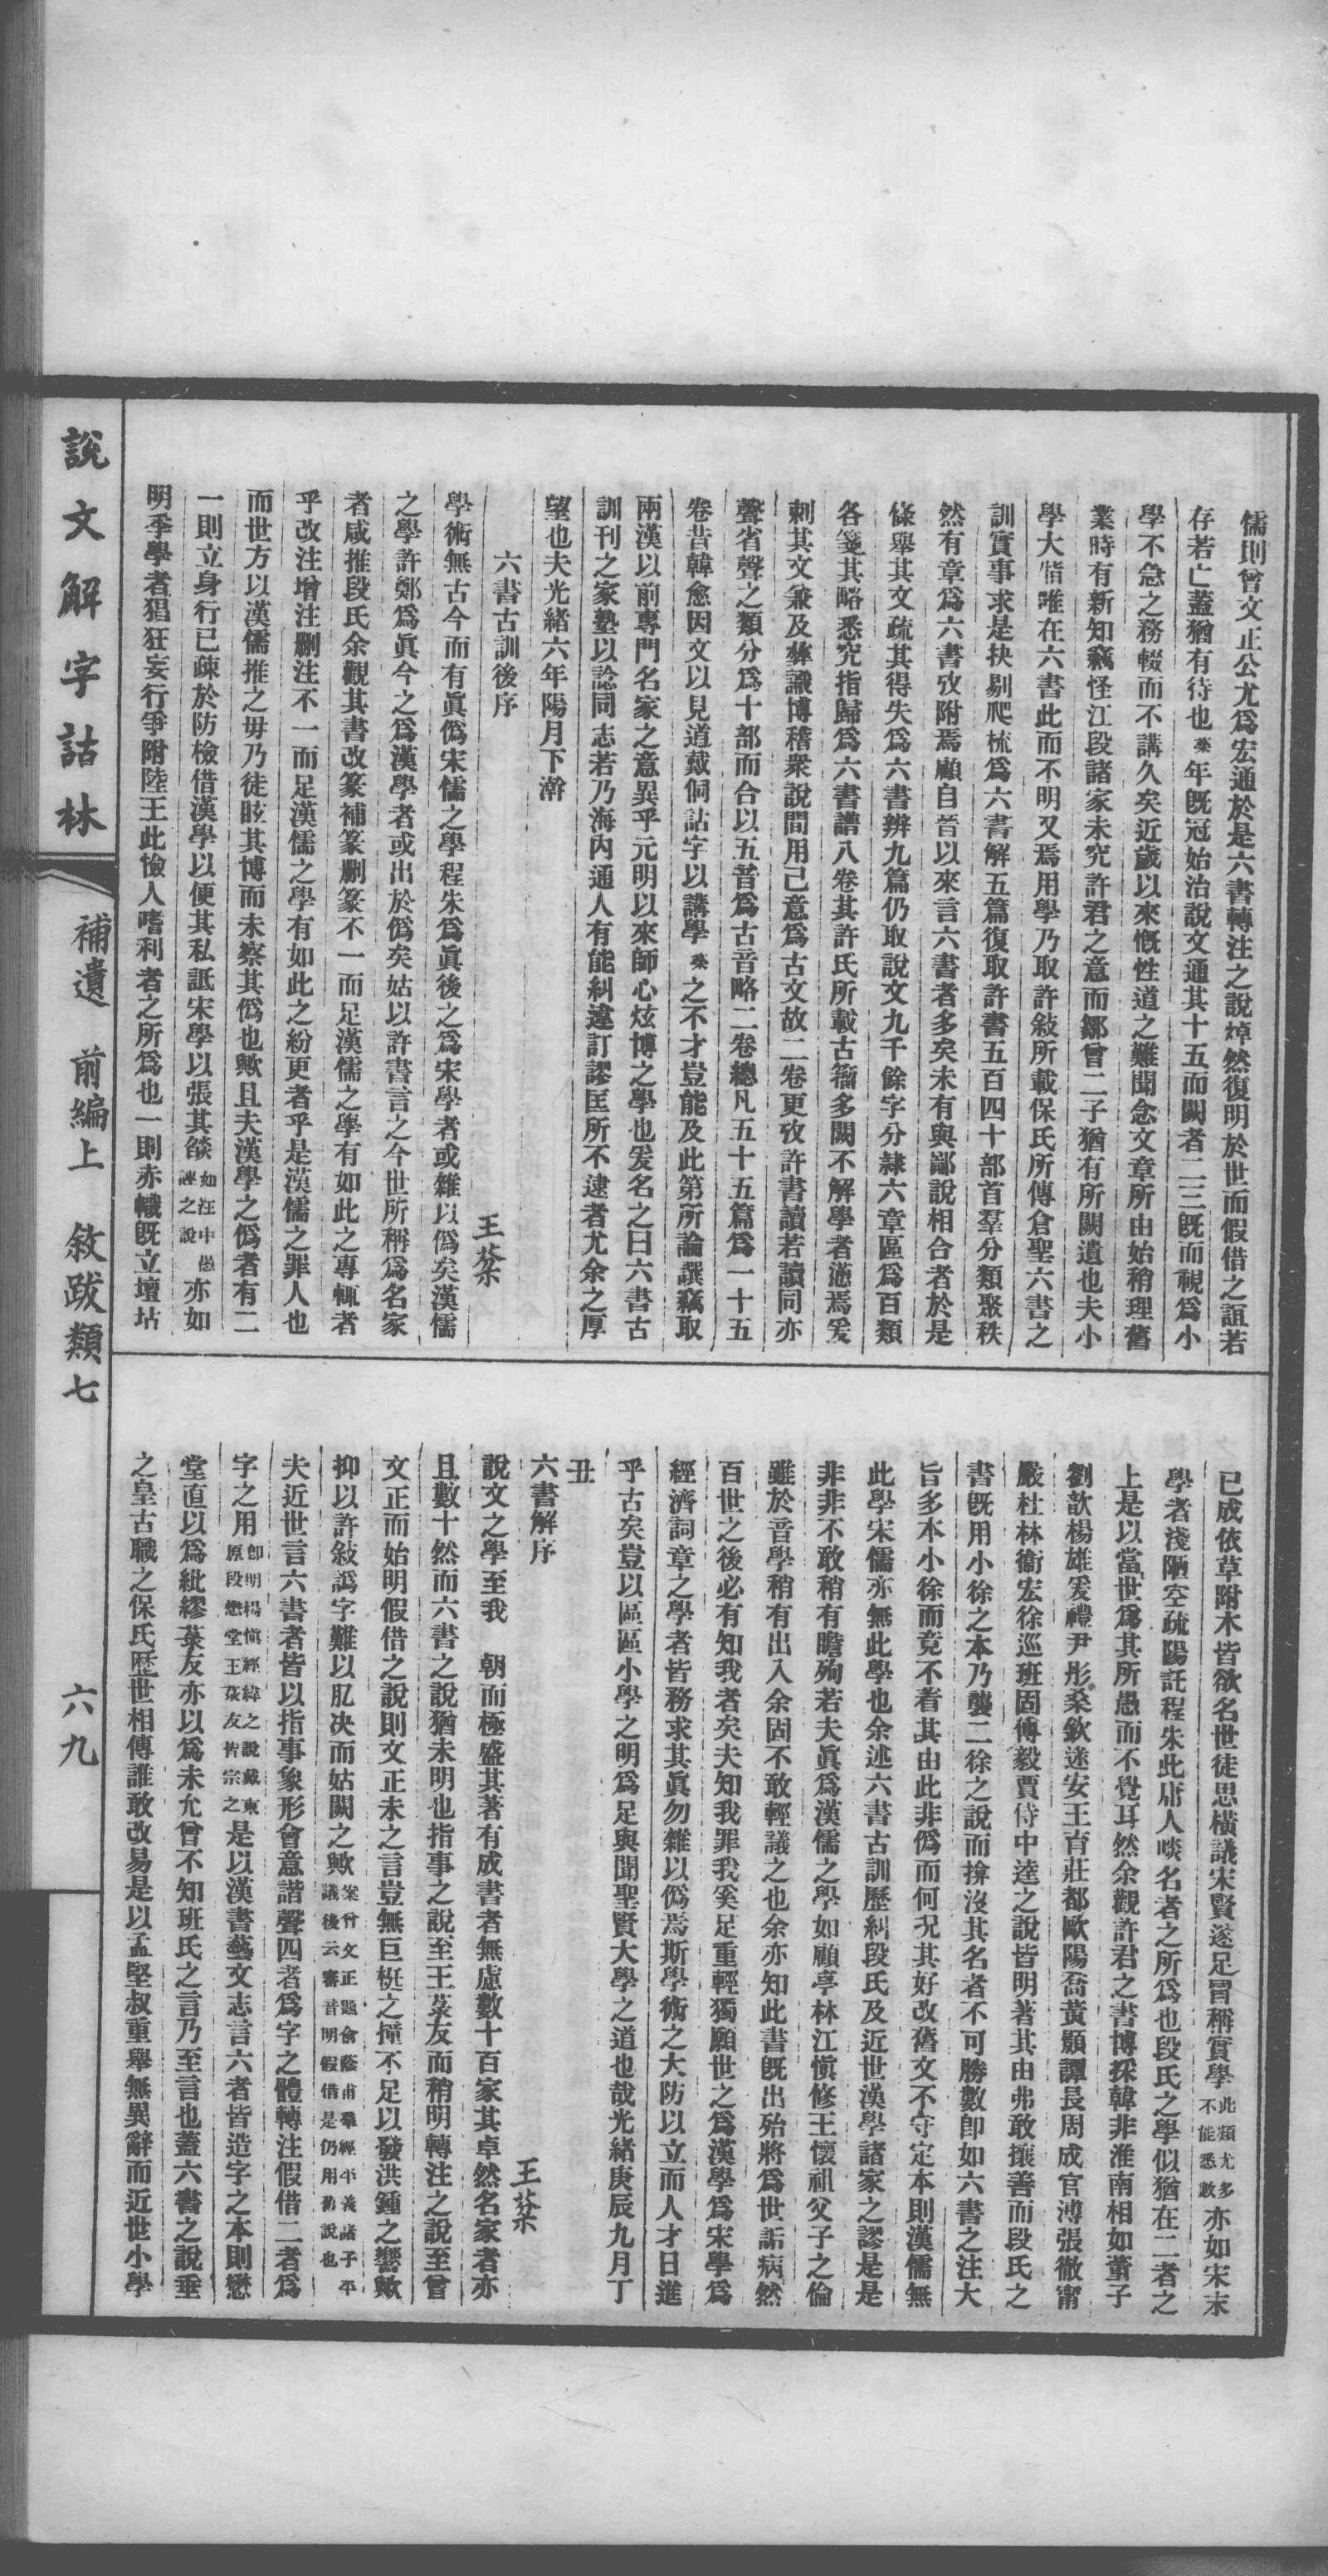 儒則曾文正公尤爲宏通於是六書轉注之說焯然復明於世而假借之誼若
存若亡蓋猶有待也棻年旣冠始治說文通其十五而闕者二三旣而視爲小
學不急之務輟而不講久矣近歲以來慨性道之難聞念文章所由始稍理舊
業時有新知竊怪江段諸家未究許君之意而鄒曾二子猶有所闕遺也夫小
學大恉唯在六書此而不明又焉用學乃取許敍所載保氏所傳倉聖六書之
訓實事求是抉剔爬梳爲六書解五篇復取許書五百四十部首羣分類聚秩
然有章爲六書攷附焉顧自晉以來言六書者多矣未有與鄙說相合者於是
條舉其文疏其得失爲六書辨九篇仍取說文九千餘字分隸六章區爲百類
各箋其略悉究指歸爲六書譜八卷其許氏所載古籀多闕不解學者懣焉爰
剌其文兼及彝議博稽衆說間用己意爲古文故二卷更攷許書讀若讀同亦
聲省聲之類分爲十部而合以五音爲古音略二卷總凡五十五篇爲一十五
卷昔韓愈因文以見道戴侗詁字以講學棻之不才豈能及此第所論譔竊取
兩漢以前專門名家之意異乎元明以來師心炫博之學也爰名之曰六書古
訓刊之家塾以諗同志若乃海內通人有能糾違訂謬匡所不逮者尤余之厚
望也夫光緒六年陽月下澣
六書古訓後序
王棻
學術無古今而有眞僞宋儒之學程朱爲眞後之爲宋學者或雜以僞矣漢儒
之學許鄭爲眞今之爲漢學者或出於僞矣姑以許書言之今世所稱爲名家
者咸推段氏余觀其書改篆補篆刪篆不一而足漢儒之學有如此之專輒者
乎改注增注刪注不一而足漢儒之學有如此之紛更者乎是漢儒之罪人也
而世方以漢儒推之毋乃徒眩其博而未察其僞也歟且夫漢學之僞者有二
一則立身行已疎於防檢借漢學以便其私詆宋學以張其燄如汪中愚誣之說亦如
明季學者猖狂妄行爭附陸王此憸人嗜利者之所爲也一則赤幟旣立壇坫
已成依草附木皆欲名世徒思橫議宋賢遂足冒稱實學此類尤多不能悉數亦如宋末
學者淺陋空疏陽託程朱此庸人啖名者之所爲也段氏之學似猶在二者之
上是以當世爲其所愚而不覺耳然余觀許君之書博採韓非淮南相如董子
劉歆楊雄爰禮尹彤桑欽逯安王育莊都歐陽喬黃顥譚長周成官溥張徹甯
嚴杜林衞宏徐巡班固傅毅賈侍中逵之說皆明著其由弗敢攘善而段氏之
書旣用小徐之本乃襲二徐之說而揜沒其名者不可勝數卽如六書之注大
旨多本小徐而竟不著其由此非僞而何況其好改舊文不守定本則漢儒無
此學宋儒亦無此學也余述六書古訓歷糾段氏及近世漢學諸家之謬是是
非非不敢稍有瞻殉若夫眞爲漢儒之學如顧亭林江愼修王懷祖父子之倫
雖於音學稍有出入余固不敢輕議之也余亦知此書旣出殆將爲世詬病然
百世之後必有知我者矣夫知我罪我奚足重輕獨願世之爲漢學爲宋學爲
經濟詞章之學者皆務求其眞勿雜以僞焉斯學術之大防以立而人才日進
乎古矣豈以區區小學之明爲足與聞聖賢大學之道也哉光緒庚辰九月丁
丑
六書解序
王棻
說文之學至我　朝而極盛其著有成書者無慮數十百家其卓然名家者亦
且數十然而六書之說猶未明也指事之說至王菉友而稍明轉注之說至曾
文正而始明假借之說則文正未之言豈無巨梃之撞不足以發洪鍾之響歟
抑以許敍譌字難以肊决而姑闕之歟案曾文正題俞蔭甫羣經平議諸子平議後云審音明假借是仍用舊說也
夫近世言六書者皆以指事象形會意諧聲四者爲字之體轉注假借二者爲
字之用卽明楊愼經緯之說戴東原段懋堂王菉友皆宗之是以漢書藝文志言六者皆造字之本則懋
堂直以爲紕繆菉友亦以爲未允曾不知班氏之言乃至言也蓋六書之說垂
之皇古職之保氏歷世相傳誰敢改易是以孟堅叔重舉無異辭而近世小學
說文解字詁林
補遺　前編上　敘跋類七
六九